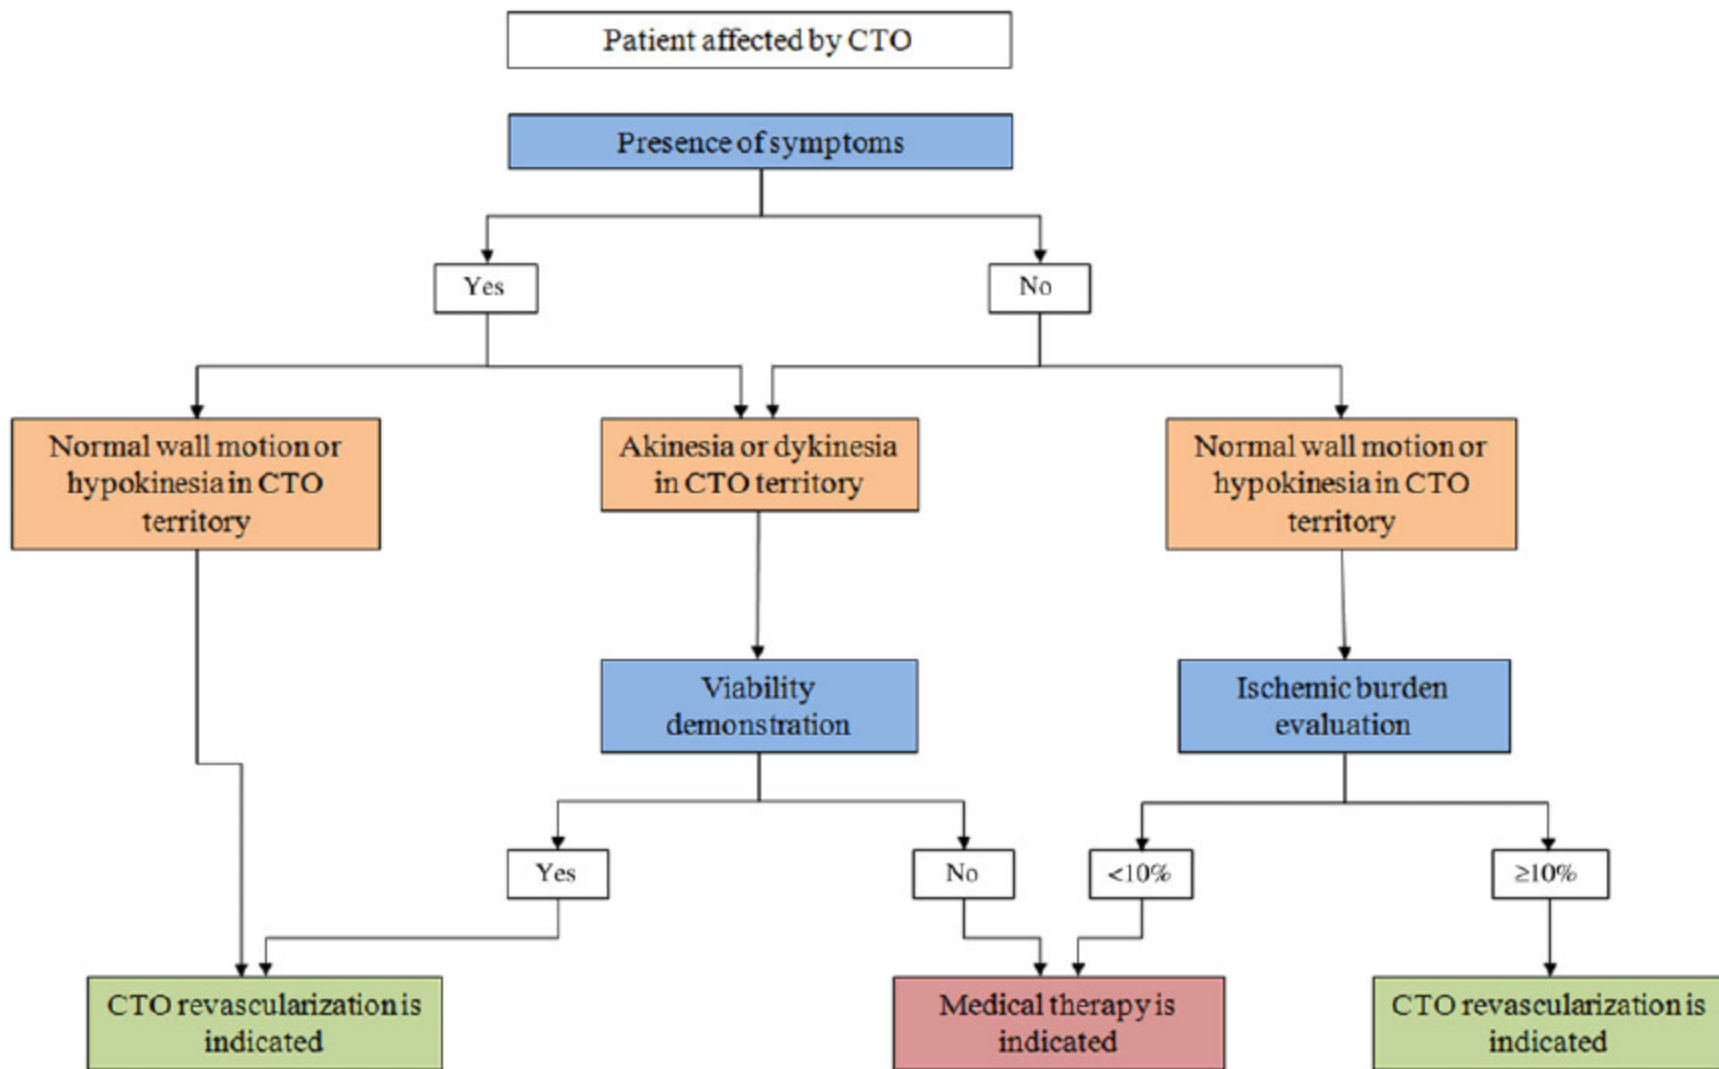 Patient affected by CTO
Presence of symptoms
Yes
No
Normal wall motion or
hypokinesia in CTO
territory
Akinesia or dykinesia
in CTO territory
Normal wall motion or
hypokinesia in CTO
territory
Viability
demonstration
Ischemic burden
evaluation
Yes
No
<10%
≥10%
CTO revascularization is
indicated
Medical therapy is
indicated
CTO revascularization is
indicated